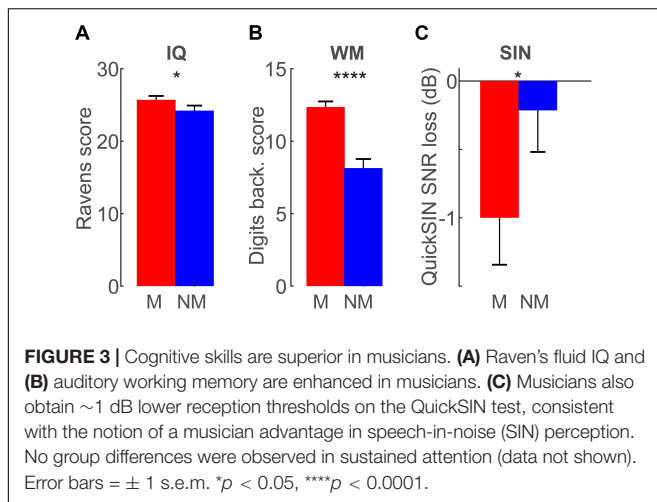 A
IQ
*
Ravens score
30
20
10
0
M NM
B
WM
****
Digits back. score
15
10
5
0
M NM
C
SIN
*
QuickSIN SNR loss (dB)
0
-1
M NM
FIGURE 3 | Cognitive skills are superior in musicians. (A) Raven's fluid IQ and
(B) auditory working memory are enhanced in musicians. (C) Musicians also
obtain ~1 dB lower reception thresholds on the QuickSIN test, consistent
with the notion of a musician advantage in speech-in-noise (SIN) perception.
No group differences were observed in sustained attention (data not shown).
Error bars = ± 1 s.e.m. *p < 0.05, ****p < 0.0001.